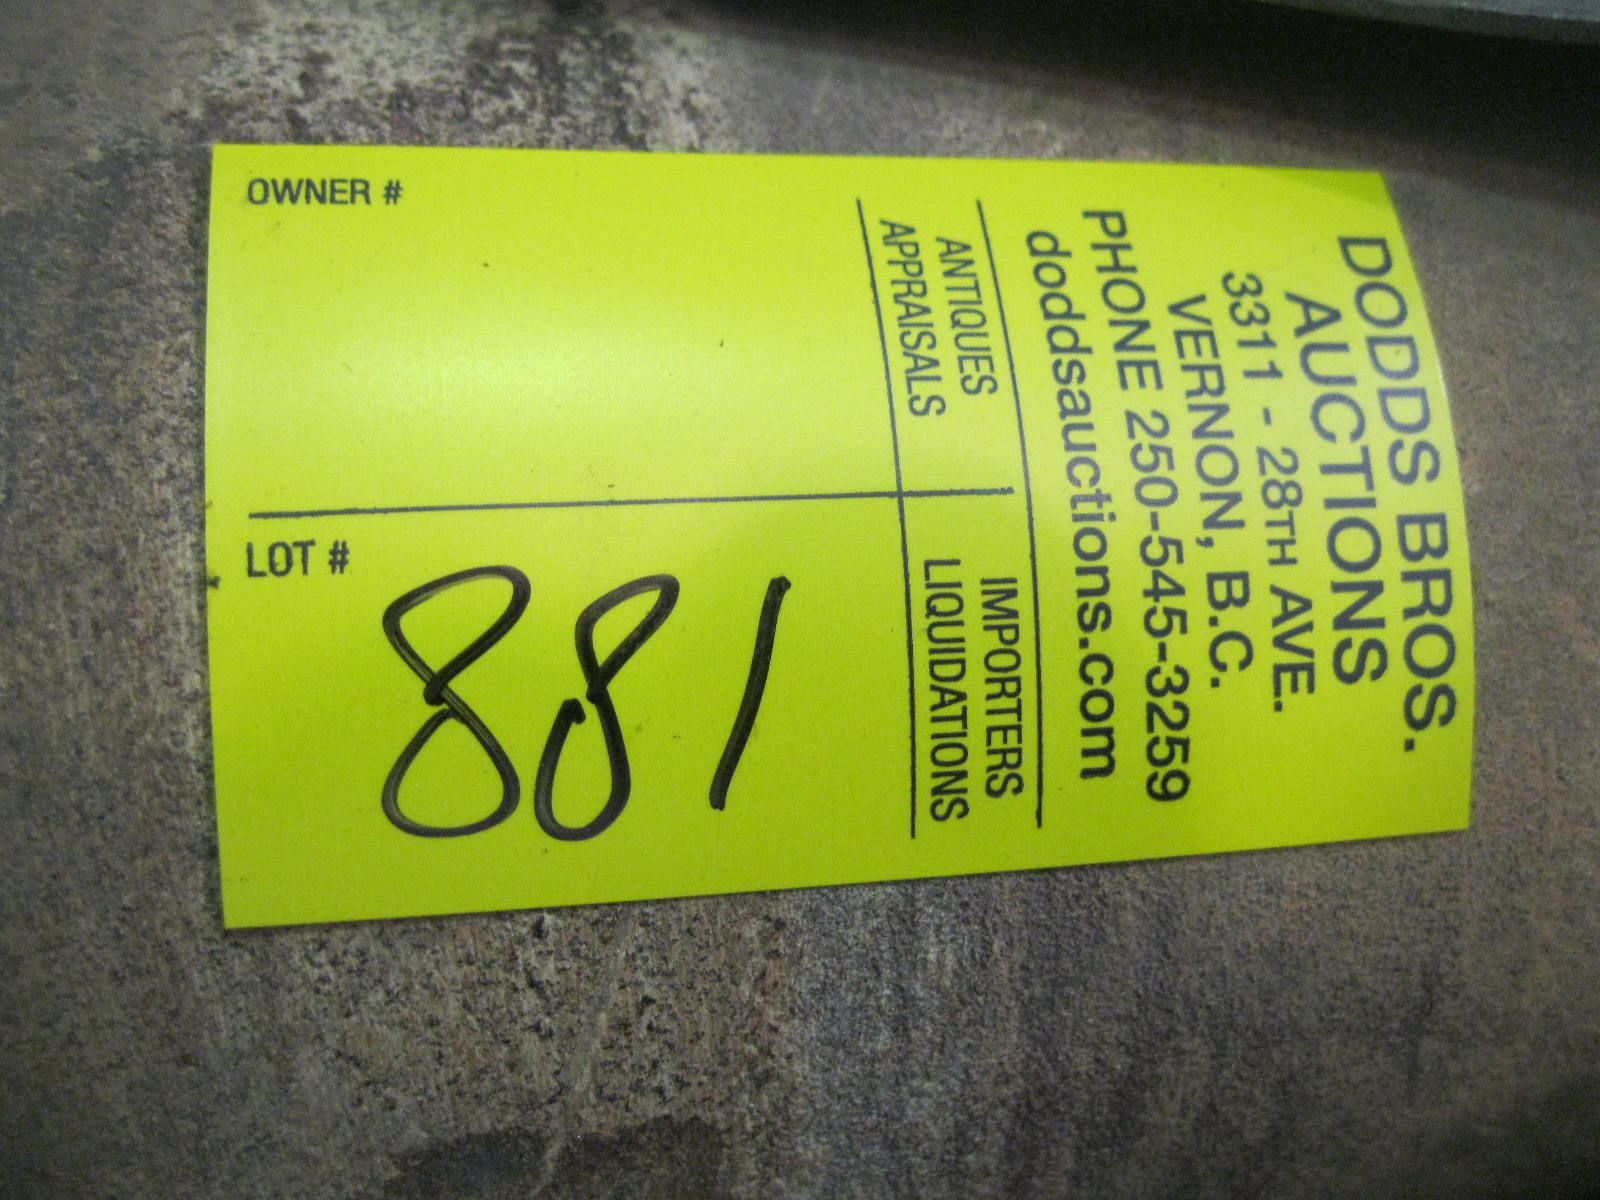 DODDS BROS.
AUCTIONS
3311 - 28TH AVE.
VERNON, B.C.
PHONE 250-545-3259
doddsauctions.com
ANTIQUES
APPRAISALS
IMPORTERS
LIQUIDATIONS
OWNER #
LOT #
881